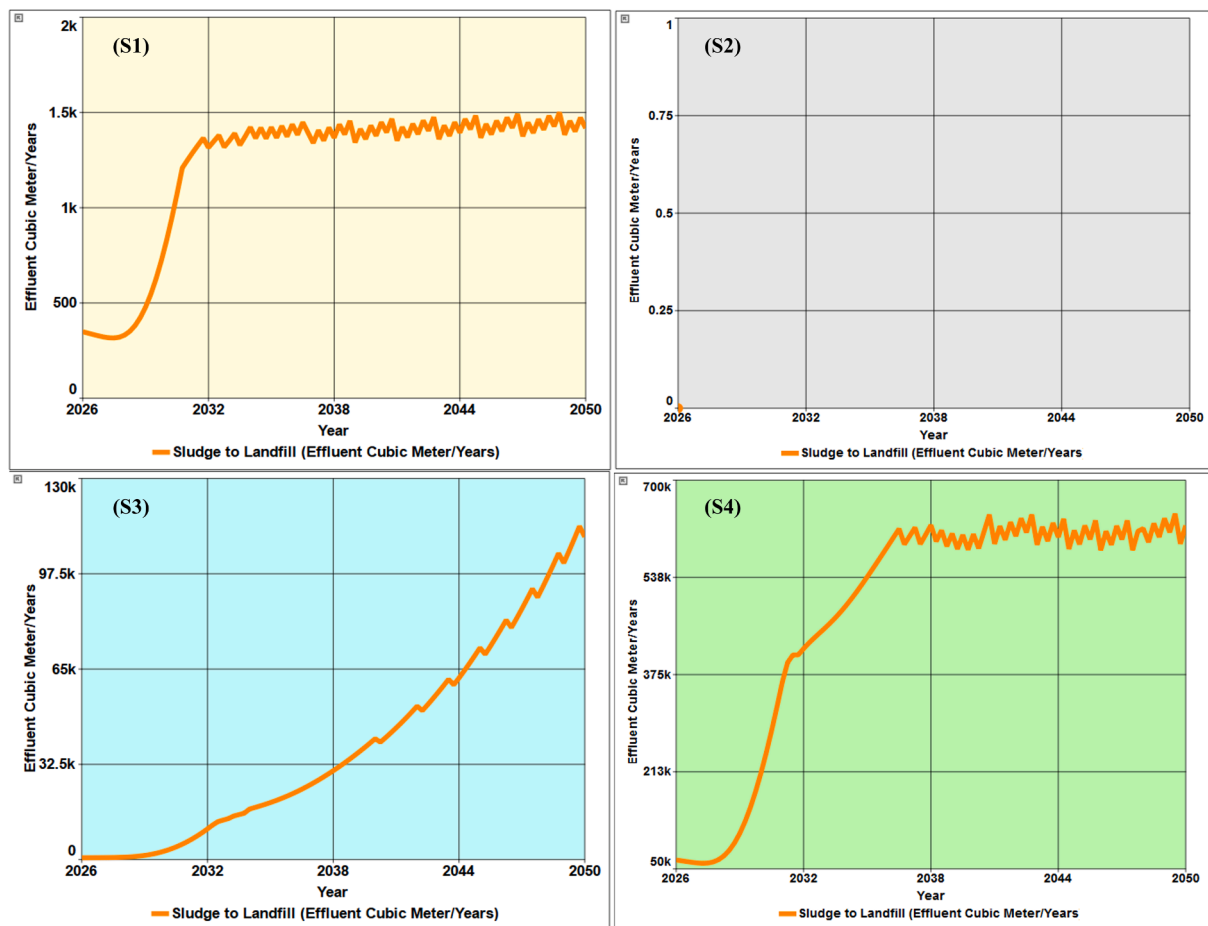 (S1)
2k
1.5k
1k
500
0
Effluent Cubic Meter/Years
2026 2032 2038 2044 2050
Year
Sludge to Landfill (Effluent Cubic Meter/Years)
(S2)
1
0.75
0.5
0.25
0
Effluent Cubic Meter/Years
2026 2032 2038 2044 2050
Year
Sludge to Landfill (Effluent Cubic Meter/Years
(S3)
130k
97.5k
65k
32.5k
0
Effluent Cubic Meter/Years
2026 2032 2038 2044 2050
Year
Sludge to Landfill (Effluent Cubic Meter/Years)
(S4)
700k
538k
375k
213k
50k
Effluent Cubic Meter/Years
2026 2032 2038 2044 2050
Year
Sludge to Landfill (Effluent Cubic Meter/Years